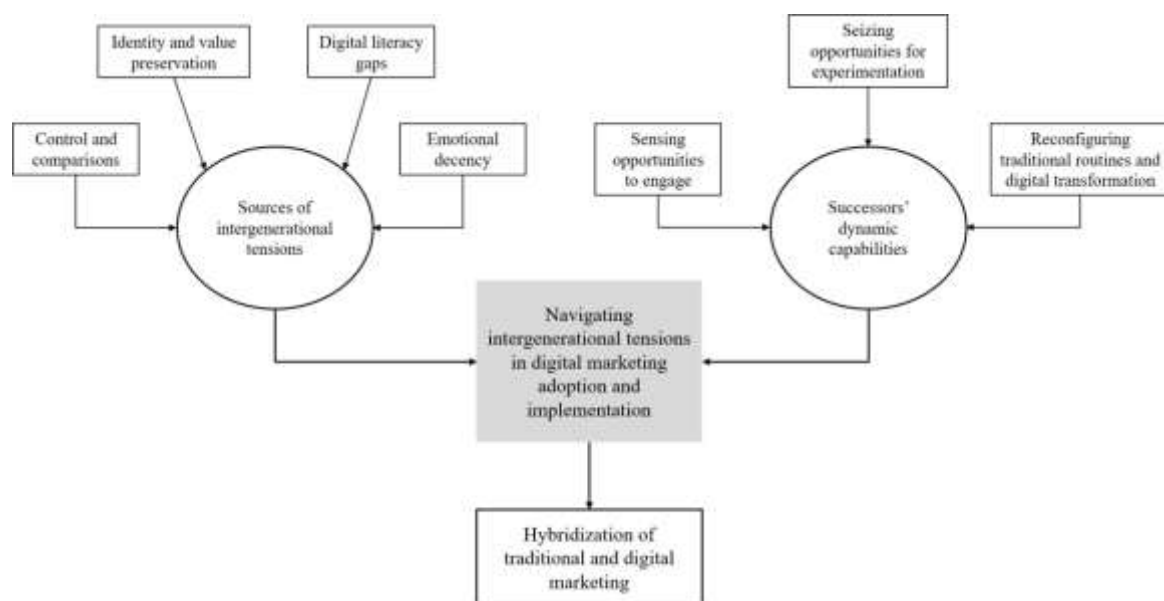 Identity and value
preservation
Digital literacy
gaps
Control and
comparisons
Emotional
decency
Sources of
intergenerational
tensions
Seizing
opportunities for
experimentation
Sensing
opportunities
to engage
Reconfiguring
traditional routines and
digital transformation
Successors'
dynamic
capabilities
Navigating
intergenerational tensions
in digital marketing
adoption and
implementation
Hybridization of
traditional and digital
marketing